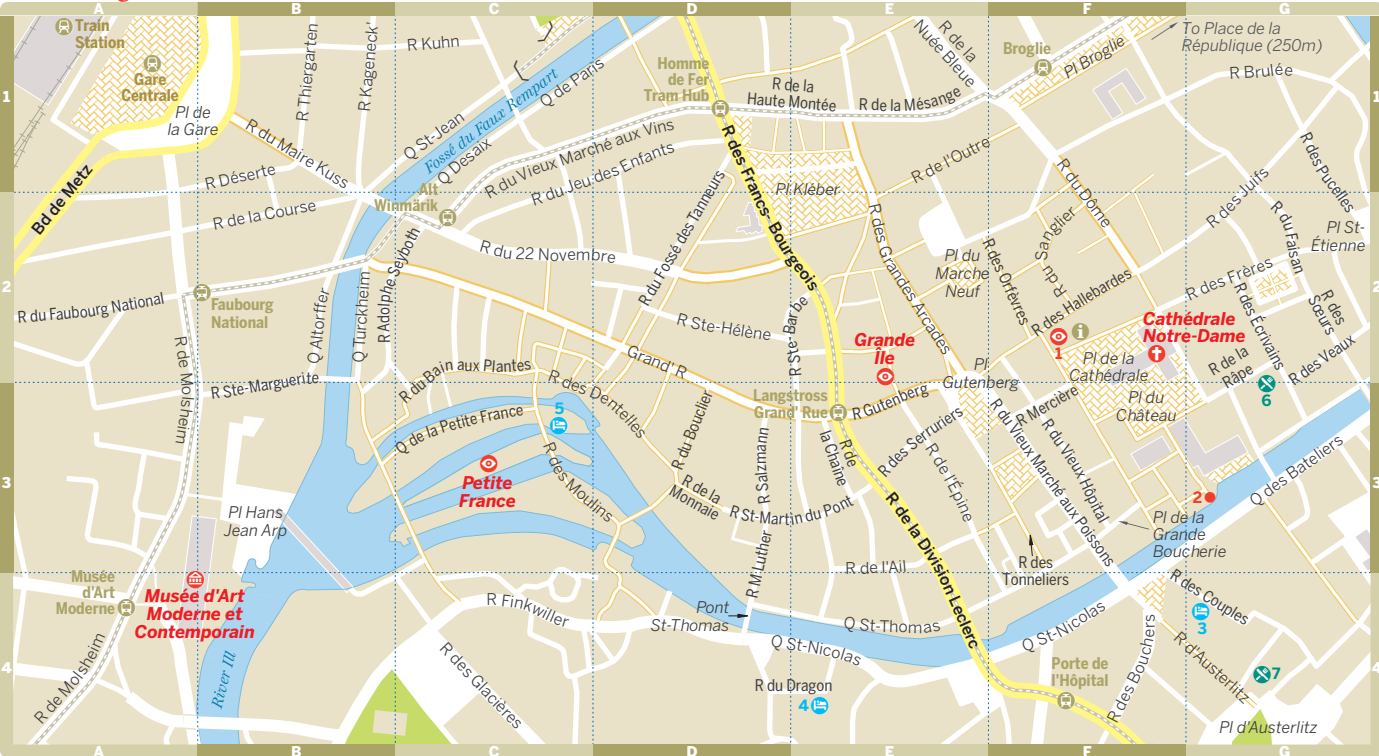 A
B
C
D
E
F
G
1
2
3
4
1
2
3
4
Train
Station
Gare
Centrale
Pl de
la Gare
Bd de Metz
R Thiergarten
R Kageneck'
R Kuhn
R du Maire Kuss
Q St-Jean
Fossé du Faux Rempart
Q de Paris
Q Desaix
R Déserte
R de la Course
Alt
Winmärik
R du Vieux Marché aux Vins
R du Jeu des Enfants
Homme
de Fer
Tram Hub
R de la
Haute Montée
R de la Mésange
R de la
Nuée Bleue
Broglie
Pl Broglie
To Place de la
République (250m)
R Brulée
R des Pucelles
R des Francs- Bourgeois
Pl Kléber
R de l'Outre
R du Dôme
R des Juifs
R du Faisan
Pl St-
Étienne
R du Fossé des Tanneurs
R du 22 Novembre
R des Grandes Arcades
Pl du
Marche
Neuf
R des Orfèvres
R du
Sanglier
R des Hallebardes
R des Frères
R des Écrivains
R des
Sœurs
R des Veaux
R du Faubourg National
Faubourg
National
Q Altorffer
Q Turckheim
R Adolphe Seyboth
R Ste-Hélène
R Ste-Barbe
Grande
Île
1
Cathédrale
Notre-Dame
Pl de la
Cathédrale
R de la
Râpe
6
Pl du
Château
Pl
Gutenberg
R de Molsheim
R Ste-Marguerite
R du Bain aux Plantes
Grand' R
R des Dentelles
Langstross
Grand' Rue
R Gutenberg
R Mercière
Q de la Petite France
5
R du Bouclier
R Salzmann
R de
la Chaîne
R des Serruriers
R du Vieux Marché aux Poissons
R du Vieux Hôpital
Petite
France
R des Moulins
R de la
Monnaie
R St-Martin du Pont
R de l'Épine
2
Q des Bateliers
Pl Hans
Jean Arp
R de la Division Leclerc
Pl de la
Grande
Boucherie
R des
Tonneliers
R de l'Ail
R M Luther
Musée
d'Art
Moderne
Musée d'Art
Moderne et
Contemporain
R Finkwiller
Pont
St-Thomas
Q St-Thomas
Q St-Nicolas
Q St-Nicolas
R des Couples
3
R de Molsheim
River Ill
R des Glacières
R du Dragon
4
Porte de
l'Hôpital
R des Bouchers
R d'Austerlitz
7
Pl d'Austerlitz
A
B
C
D
E
F
G